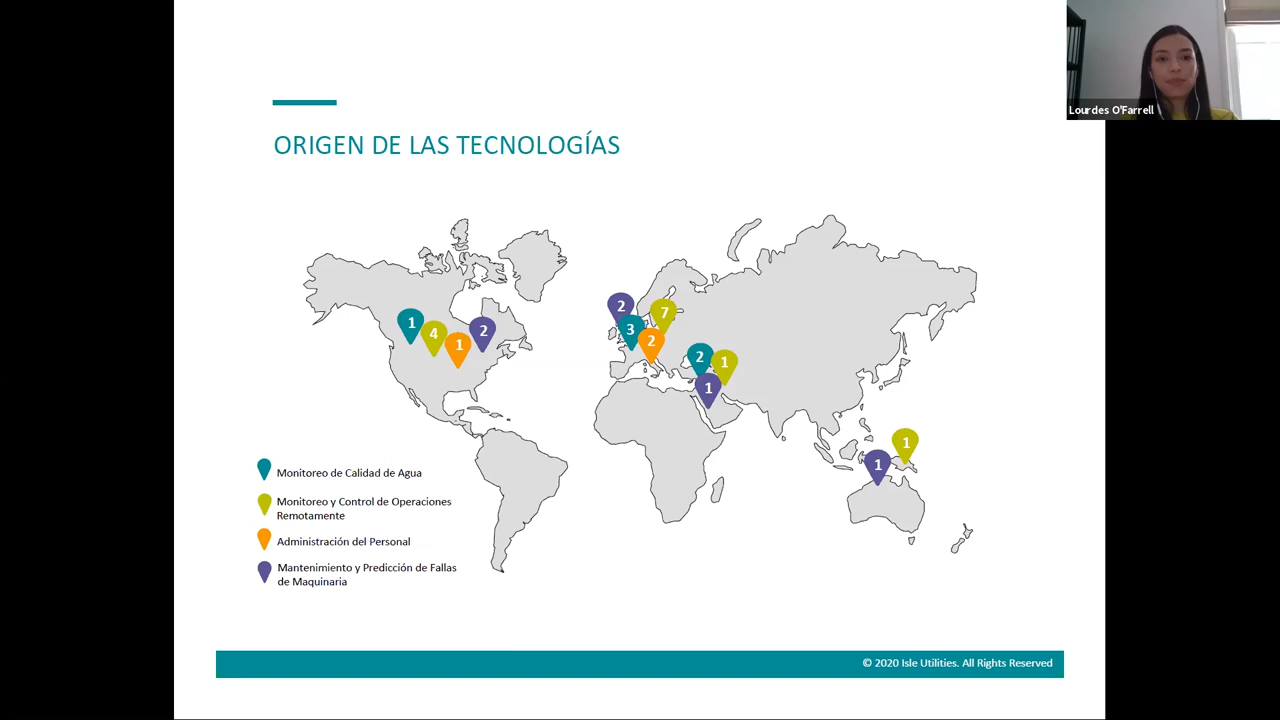 Lourdes O'Farrell
ORIGEN DE LAS TECNOLOGÍAS
2
7
1
4
1
2
3
2
2
1
1
1
1
Monitoreo de Calidad de Agua
Monitoreo y Control de Operaciones
Remotamente
Administración del Personal
Mantenimiento y Predicción de Fallas
de Maquinaria
© 2020 Isle Utilities. All Rights Reserved